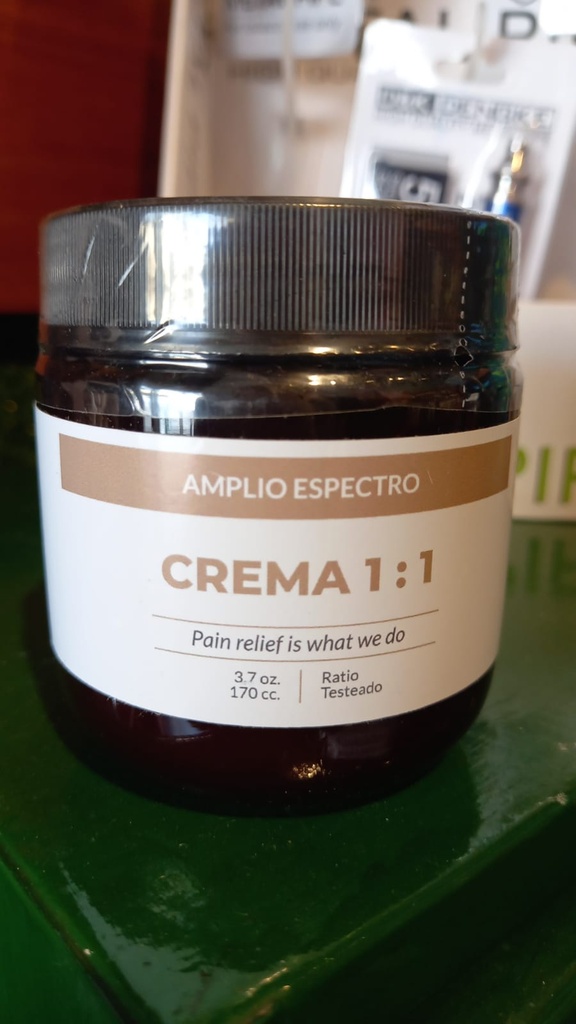 AMPLIO ESPECTRO
CREMA 1:1
Pain relief is what we do
3.7 oz.
170 cc.
Ratio
Testeado